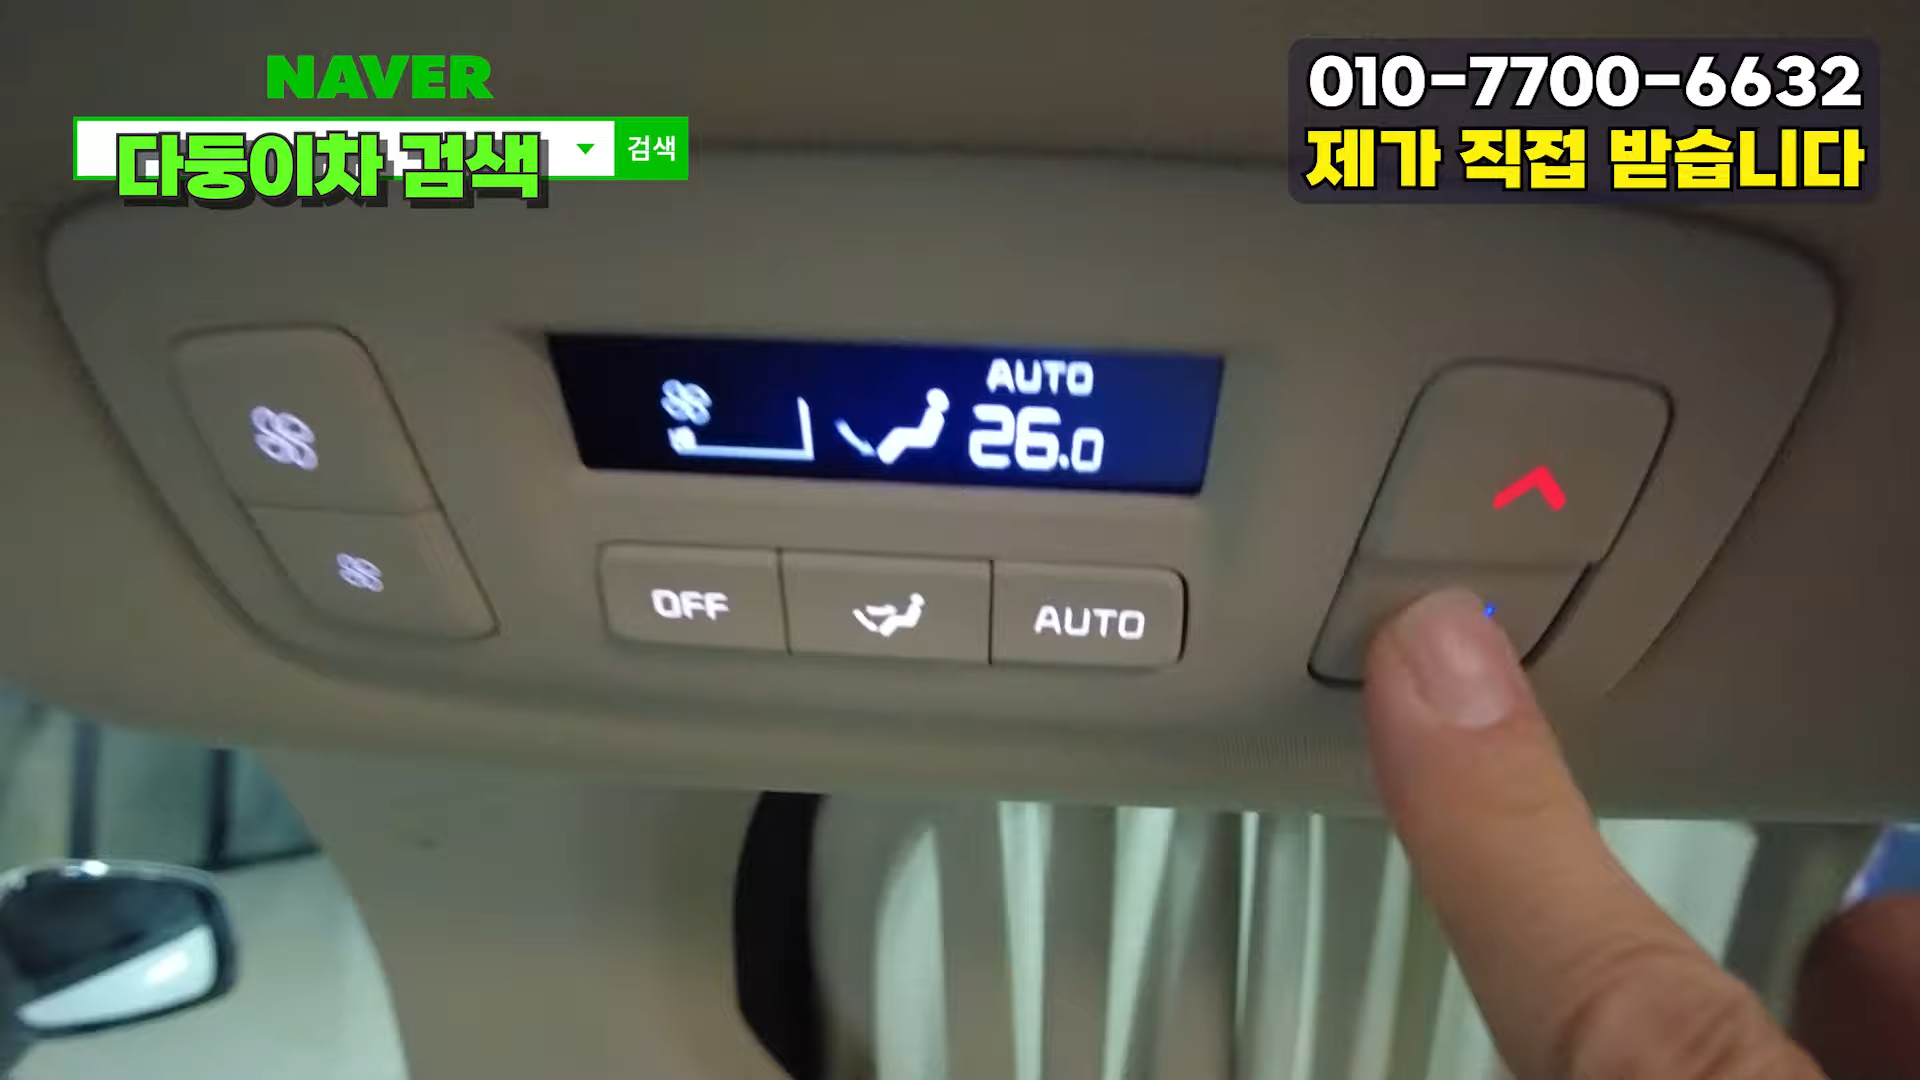 NAVER
다둥이차 검색
검색
010-7700-6632
제가 직접 받습니다
AUTO
26.0
OFF
AUTO